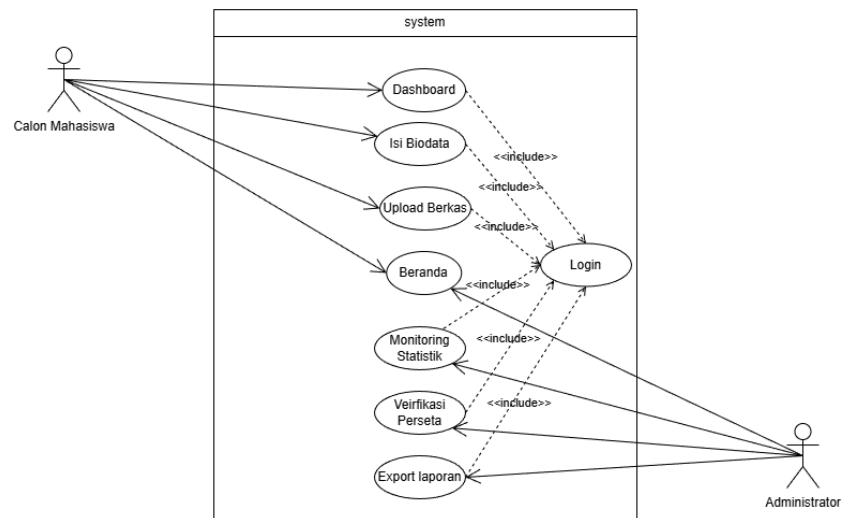 system
Calon Mahasiswa
Dashboard
Isi Biodata
<<include>>
<<include>>
Upload Berkas
<<include>>
Beranda
Login
<<include>>
Monitoring
Statistik
<<include>>
Veirfikasi
Perseta
<<include>>
Export laporan
Administrator